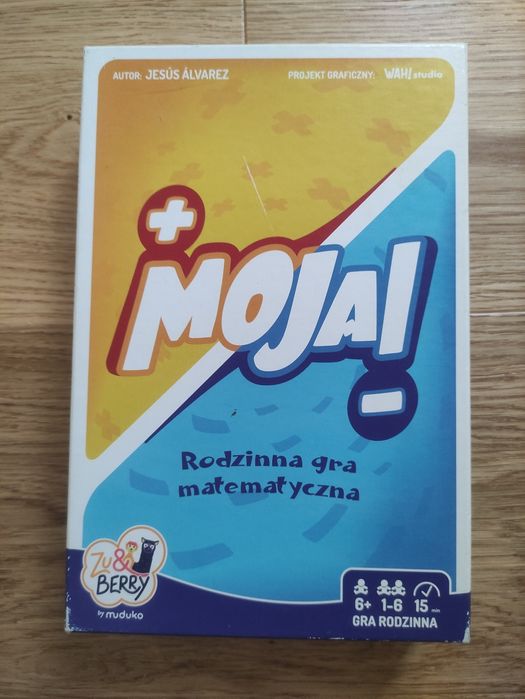 AUTOR: JESÚS ÁLVAREZ
PROJEKT GRAFICZNY: WAH! studio
+
MOJA!
-
Rodzinna gra
matematyczna
Zu&
BERRY
by muduko
6+ 1-6 15 min
GRA RODZINNA